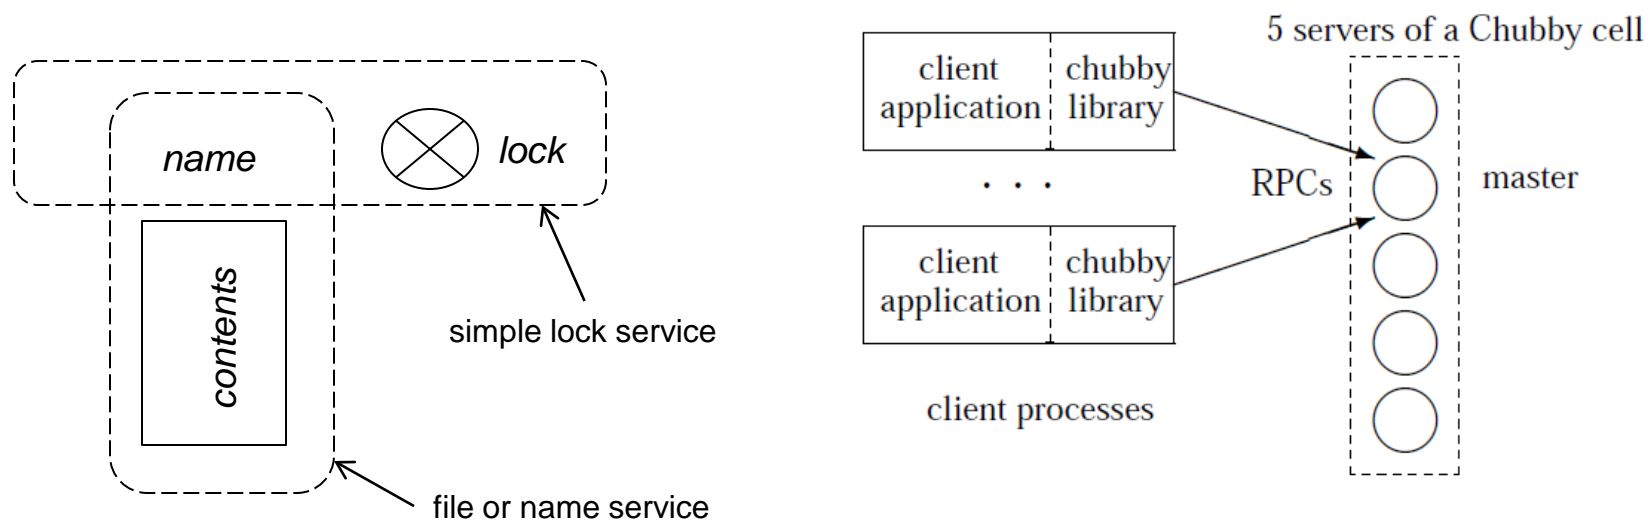 name
lock
contents
simple lock service
file or name service
5 servers of a Chubby cell
client
application
chubby
library
. . .
RPCs
master
client
application
chubby
library
client processes